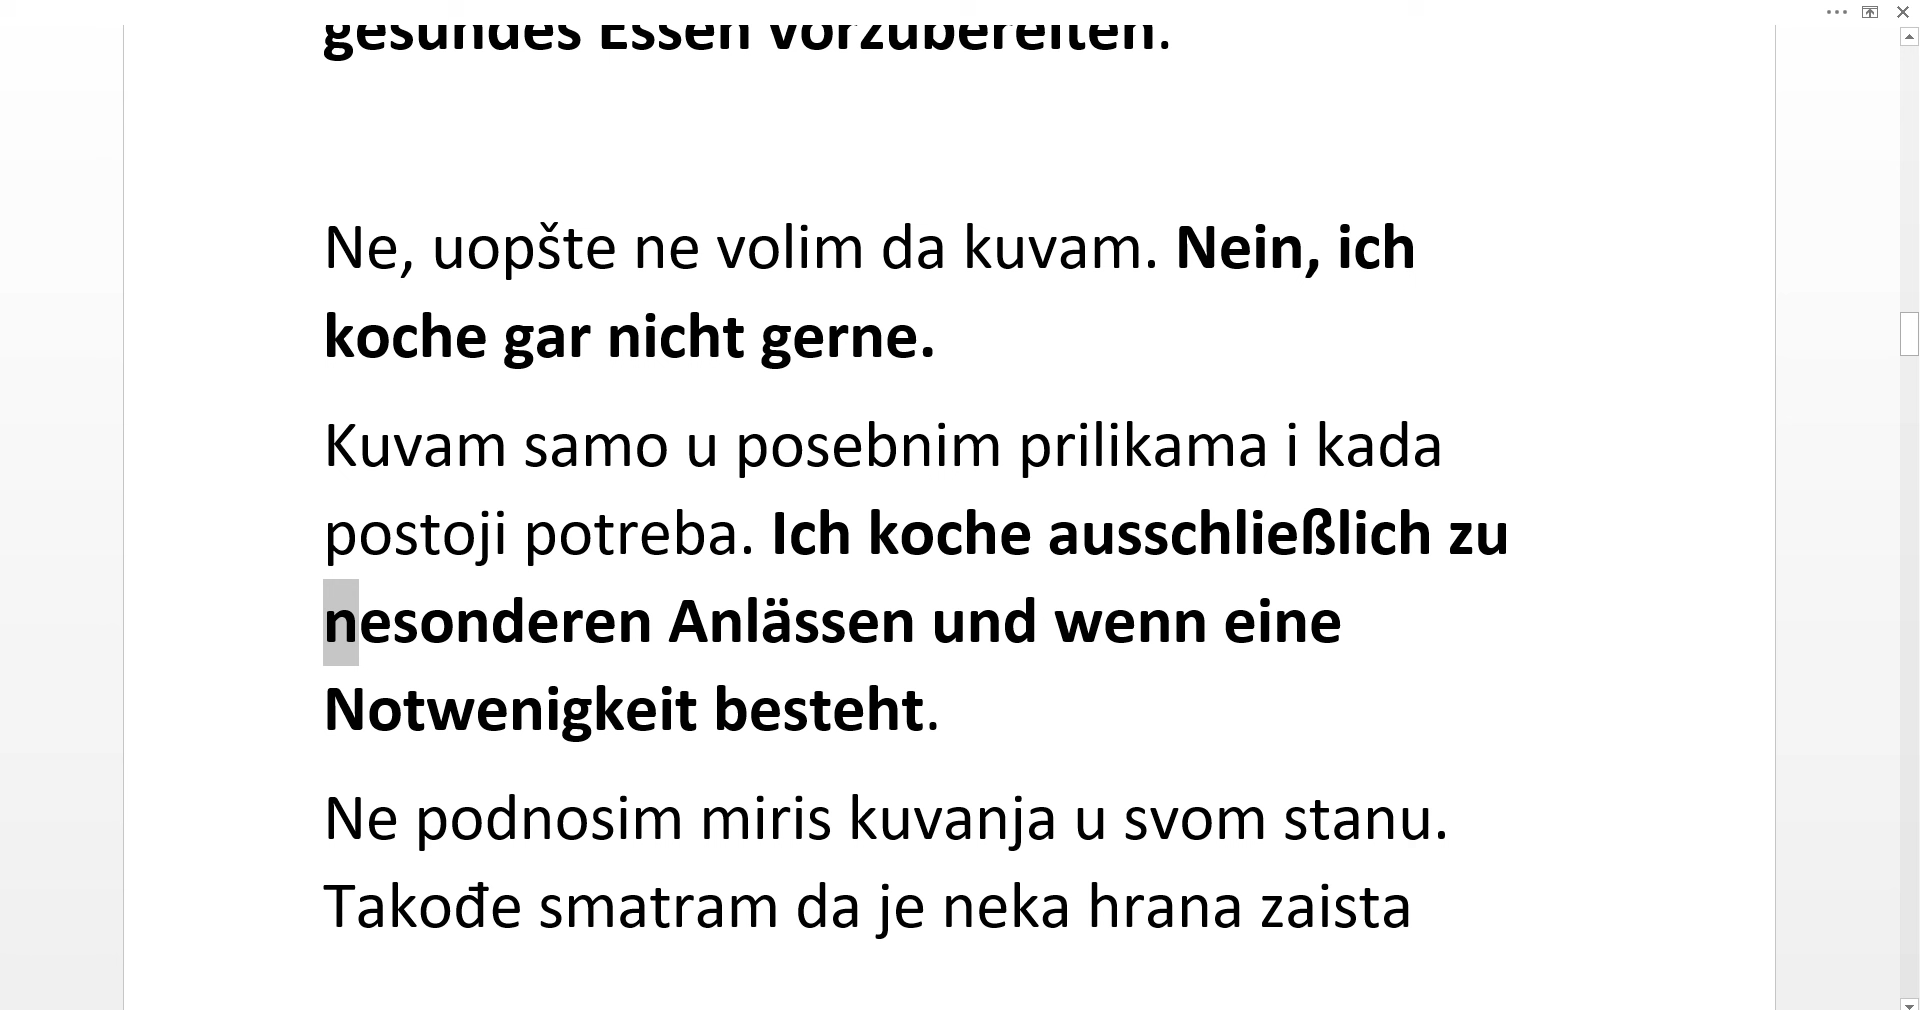 gesundes Essen vorzubereiten.
Ne, uopšte ne volim da kuvam. Nein, ich
koche gar nicht gerne.
Kuvam samo u posebnim prilikama i kada
postoji potreba. Ich koche ausschließlich zu
nesonderen Anlässen und wenn eine
Notwenigkeit besteht.
Ne podnosim miris kuvanja u svom stanu.
Takođe smatram da je neka hrana zaista